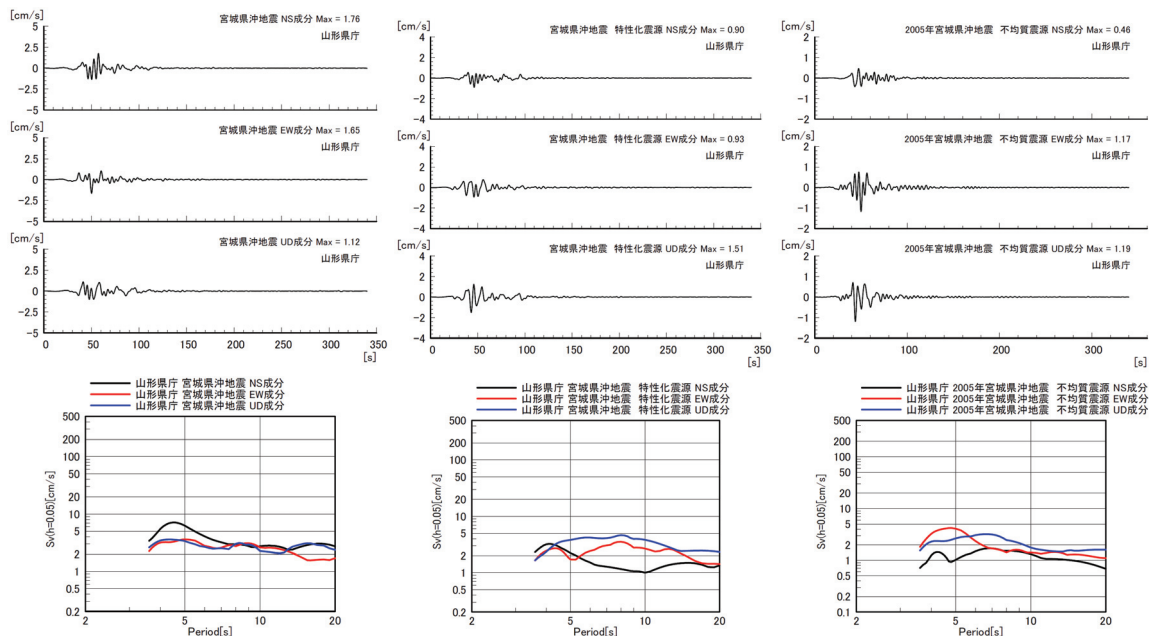 [cm/s]
宮城県沖地震 NS成分 Max = 1.76
山形県庁
5
2.5
0
−2.5
−5
[cm/s]
宮城県沖地震 EW成分 Max = 1.65
山形県庁
5
2.5
0
−2.5
−5
[cm/s]
宮城県沖地震 UD成分 Max = 1.12
山形県庁
5
2.5
0
−2.5
−5
0 50 100 150 200 250 300 350
[s]
[cm/s]
宮城県沖地震 特性化震源 NS成分 Max = 0.90
山形県庁
4
2
0
−2
−4
[cm/s]
宮城県沖地震 特性化震源 EW成分 Max = 0.93
山形県庁
4
2
0
−2
−4
[cm/s]
宮城県沖地震 特性化震源 UD成分 Max = 1.51
山形県庁
4
2
0
−2
−4
0 50 100 150 200 250 300 350
[s]
[cm/s]
2005年宮城県沖地震 不均質震源 NS成分 Max = 0.46
山形県庁
2
1
0
−1
−2
[cm/s]
2005年宮城県沖地震 不均質震源 EW成分 Max = 1.17
山形県庁
2
1
0
−1
−2
[cm/s]
2005年宮城県沖地震 不均質震源 UD成分 Max = 1.19
山形県庁
2
1
0
−1
−2
0 100 200 300
[s]
山形県庁 宮城県沖地震 NS成分
山形県庁 宮城県沖地震 EW成分
山形県庁 宮城県沖地震 UD成分
Sv(h=0.05)[cm/s]
500
200
100
50
20
10
5
2
1
0.5
0.2
2 5 10 20
Period[s]
山形県庁 宮城県沖地震 特性化震源 NS成分
山形県庁 宮城県沖地震 特性化震源 EW成分
山形県庁 宮城県沖地震 特性化震源 UD成分
Sv(h=0.05)[cm/s]
500
200
100
50
20
10
5
2
1
0.5
0.2
2 5 10 20
Period[s]
山形県庁 2005年宮城県沖地震 不均質震源 NS成分
山形県庁 2005年宮城県沖地震 不均質震源 EW成分
山形県庁 2005年宮城県沖地震 不均質震源 UD成分
Sv(h=0.05)[cm/s]
500
200
100
50
20
10
5
2
1
0.5
0.2
0.1
2 5 10 20
Period[s]